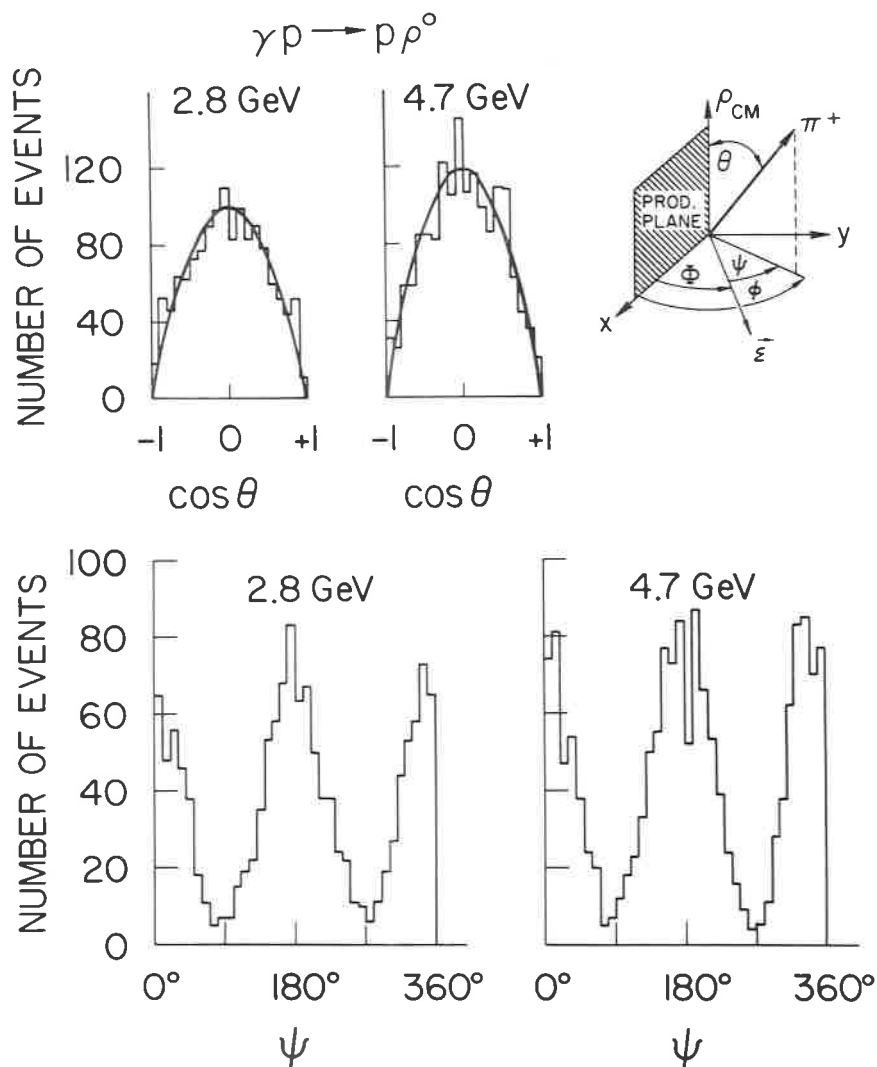 γp → pρ⁰
NUMBER OF EVENTS
2.8 GeV
120
80
40
0
-1 0 +1
cos θ
4.7 GeV
-1 0 +1
cos θ
ρCM
π+
θ
PROD.
PLANE
y
Φ
ψ
ϕ
x
ε⃗
NUMBER OF EVENTS
100
80
60
40
20
0
2.8 GeV
0° 180° 360°
ψ
4.7 GeV
0° 180° 360°
ψ